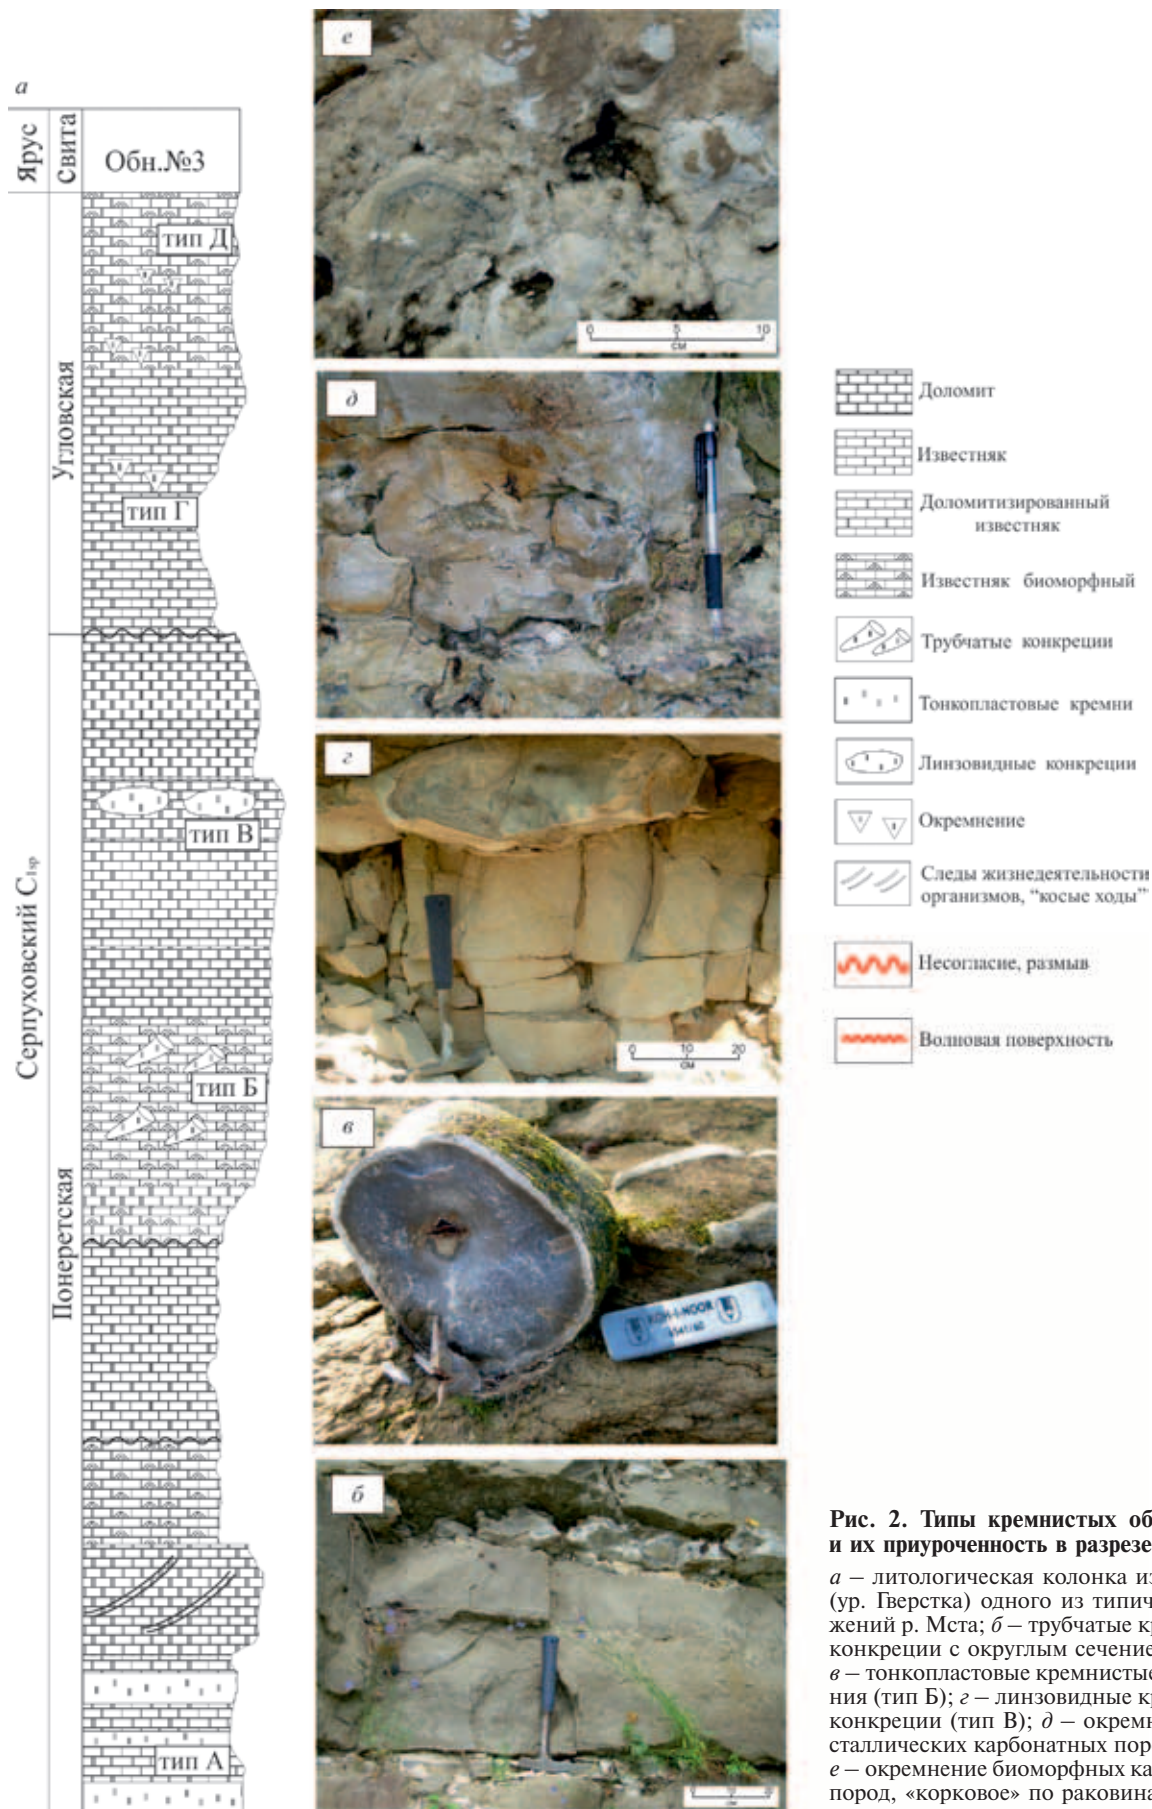 а
Ярус
свита
Обн.№3
Серпуховский C₁sp
Угловская
Понеретская
тип Д
тип Г
тип В
тип Б
тип А
е
0 5 10
см
д
г
0 10 20
см
в
KOH-I-NOOR
б
см
Доломит
Известняк
Доломитизированный
известняк
Известняк биоморфный
Трубчатые конкреции
Тонкопластовые кремни
Линзовидные конкреции
Окремнение
Следы жизнедеятельности
организмов, “косые ходы”
Несогласие, размыв
Волновая поверхность
Рис. 2. Типы кремнистых об
и их приуроченность в разрезе
а – литологическая колонка из
(ур. Гверстка) одного из типич
жений р. Мста; б – трубчатые кр
конкреции с округлым сечение
в – тонкопластовые кремнистые
ния (тип Б); г – линзовидные кр
конкреции (тип В); д – окремн
сталлических карбонатных пор
е – окремнение биоморфных ка
пород, «корковое» по раковина